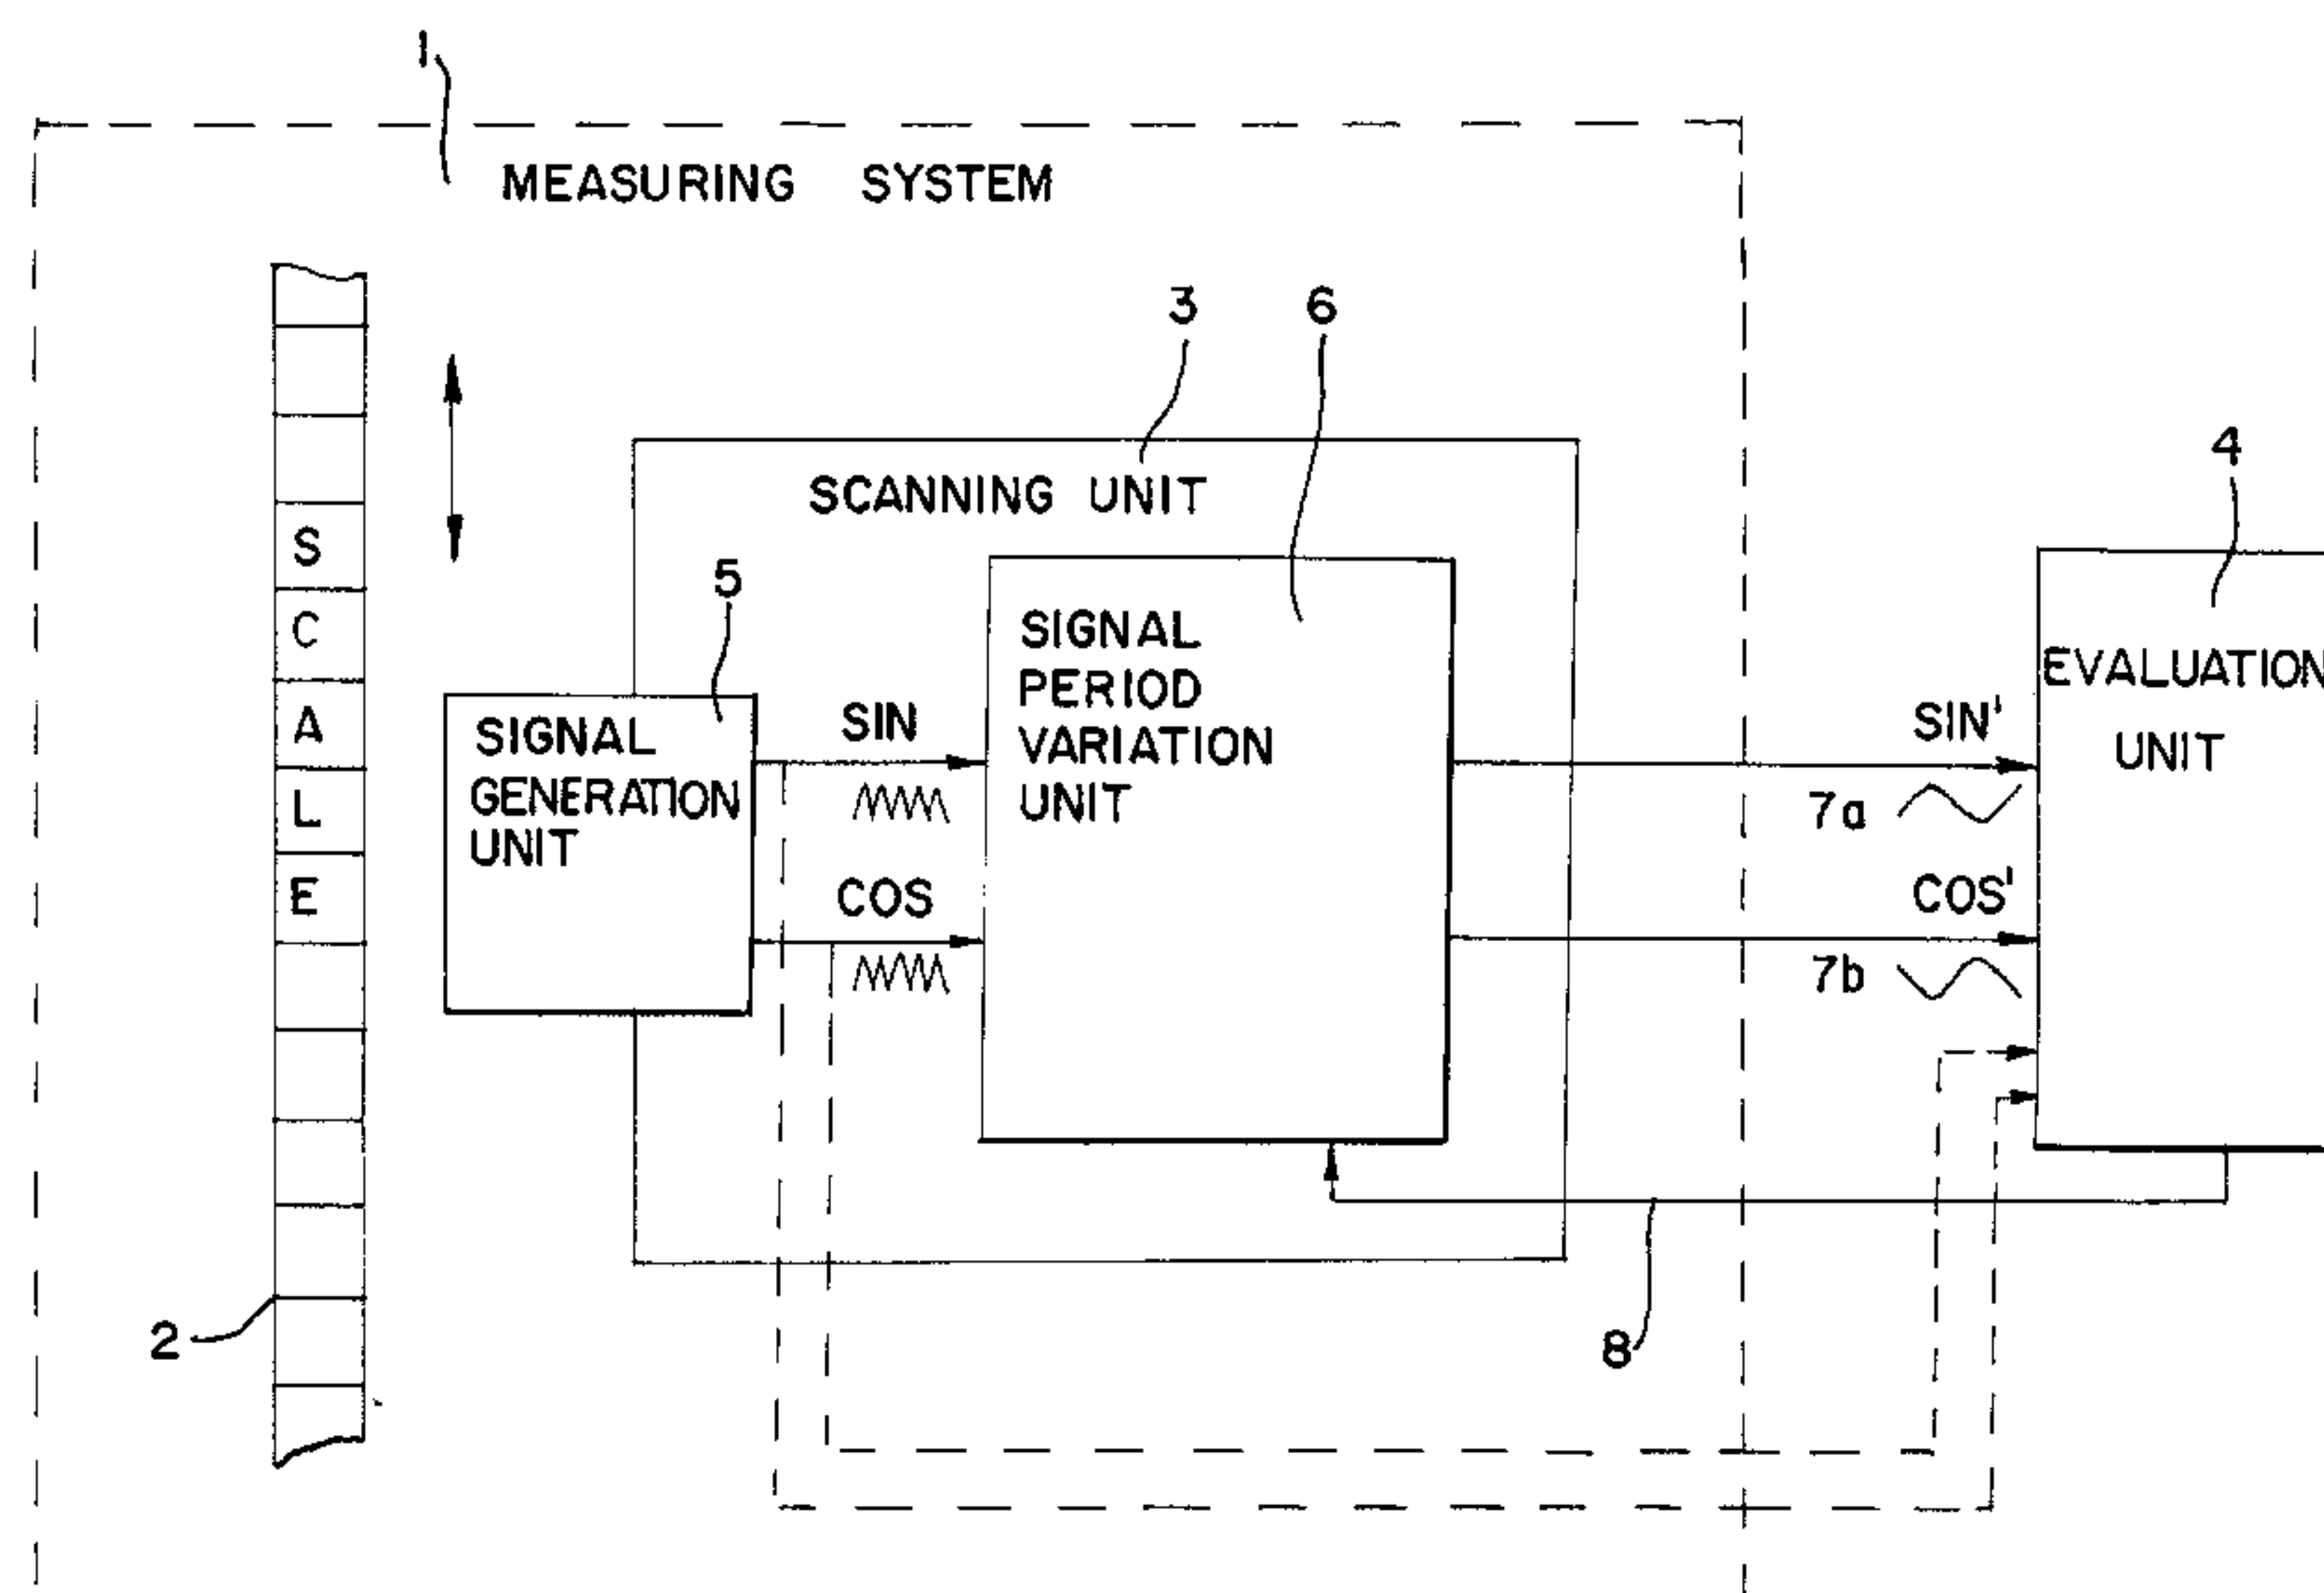 1
MEASURING SYSTEM
3
6
4
SCANNING UNIT
S
C
A
L
E
5
SIGNAL
GENERATION
UNIT
SIN
COS
SIGNAL
PERIOD
VARIATION
UNIT
EVALUATION
UNIT
SIN'
7a
COS'
7b
2
8